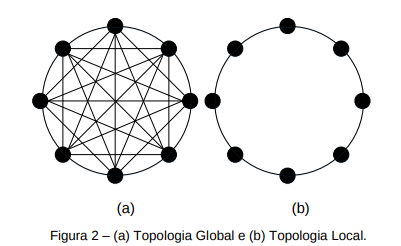 (a)
(b)
Figura 2 – (a) Topologia Global e (b) Topologia Local.